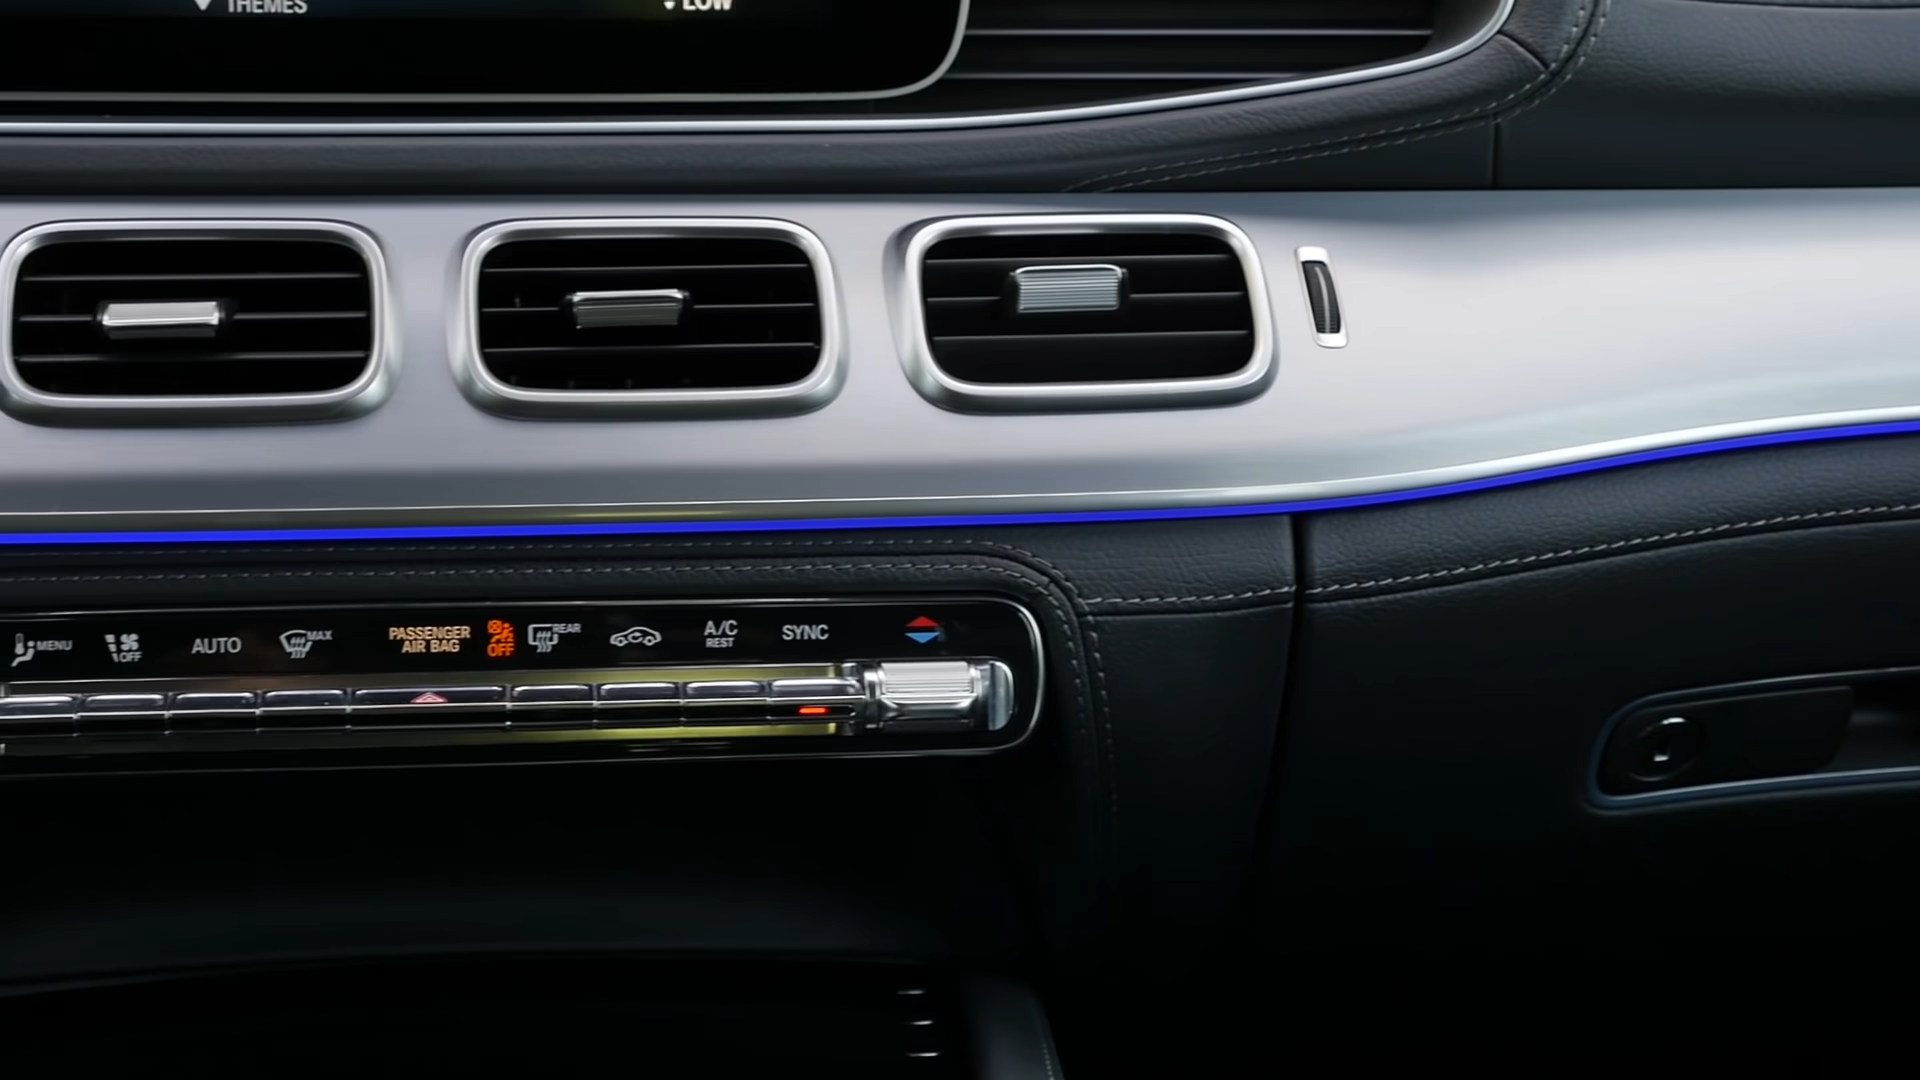 THEMES
LOW
MENU
OFF
AUTO
MAX
PASSENGER
AIR BAG
OFF
REAR
A/C
REST
SYNC